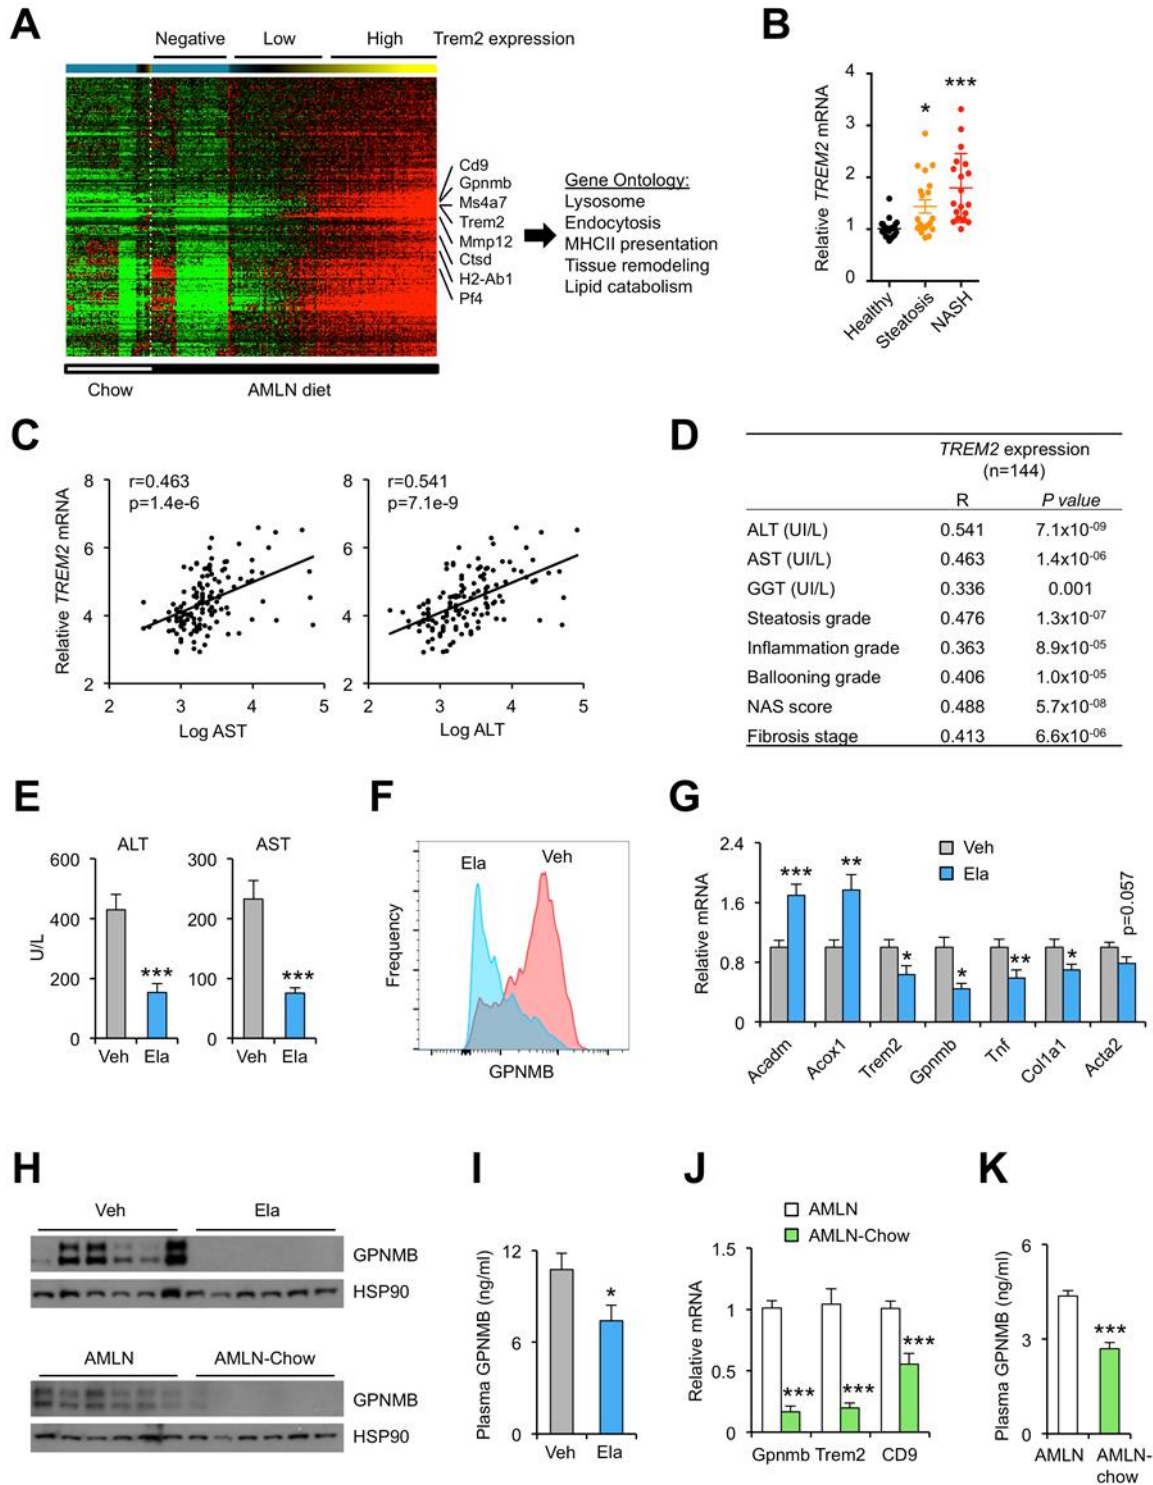 A
Negative Low High Trem2 expression
Cd9
Gpnmb
Ms4a7
Trem2
Mmp12
Ctsd
H2-Ab1
Pf4
Gene Ontology:
Lysosome
Endocytosis
MHCII presentation
Tissue remodeling
Lipid catabolism
Chow AMLN diet
B
Relative TREM2 mRNA
4
3
2
1
0
*
***
Healthy
Steatosis
NASH
C
Relative TREM2 mRNA
8
6
4
2
r=0.463
p=1.4e-6
2 3 4 5
Log AST
8
6
4
2
r=0.541
p=7.1e-9
2 3 4 5
Log ALT
D
TREM2 expression
(n=144)
R P value
ALT (UI/L) 0.541 7.1x10-09
AST (UI/L) 0.463 1.4x10-06
GGT (UI/L) 0.336 0.001
Steatosis grade 0.476 1.3x10-07
Inflammation grade 0.363 8.9x10-05
Ballooning grade 0.406 1.0x10-05
NAS score 0.488 5.7x10-08
Fibrosis stage 0.413 6.6x10-06
E
ALT
U/L
600
400
200
0
***
Veh Ela
AST
300
200
100
0
***
Veh Ela
F
Ela Veh
Frequency
GPNMB
G
Relative mRNA
2.4
1.6
0.8
0
Veh
Ela
***
**
*
*
**
*
p=0.057
Acadm
Acox1
Trem2
Gpnmb
Tnf
Col1a1
Acta2
H
Veh Ela
GPNMB
HSP90
AMLN AMLN-Chow
GPNMB
HSP90
I
Plasma GPNMB (ng/ml)
12
6
0
*
Veh Ela
J
AMLN
AMLN-Chow
Relative mRNA
1.5
1
0.5
0
***
***
***
Gpnmb Trem2 CD9
K
Plasma GPNMB (ng/ml)
6
3
0
***
AMLN AMLN-
chow